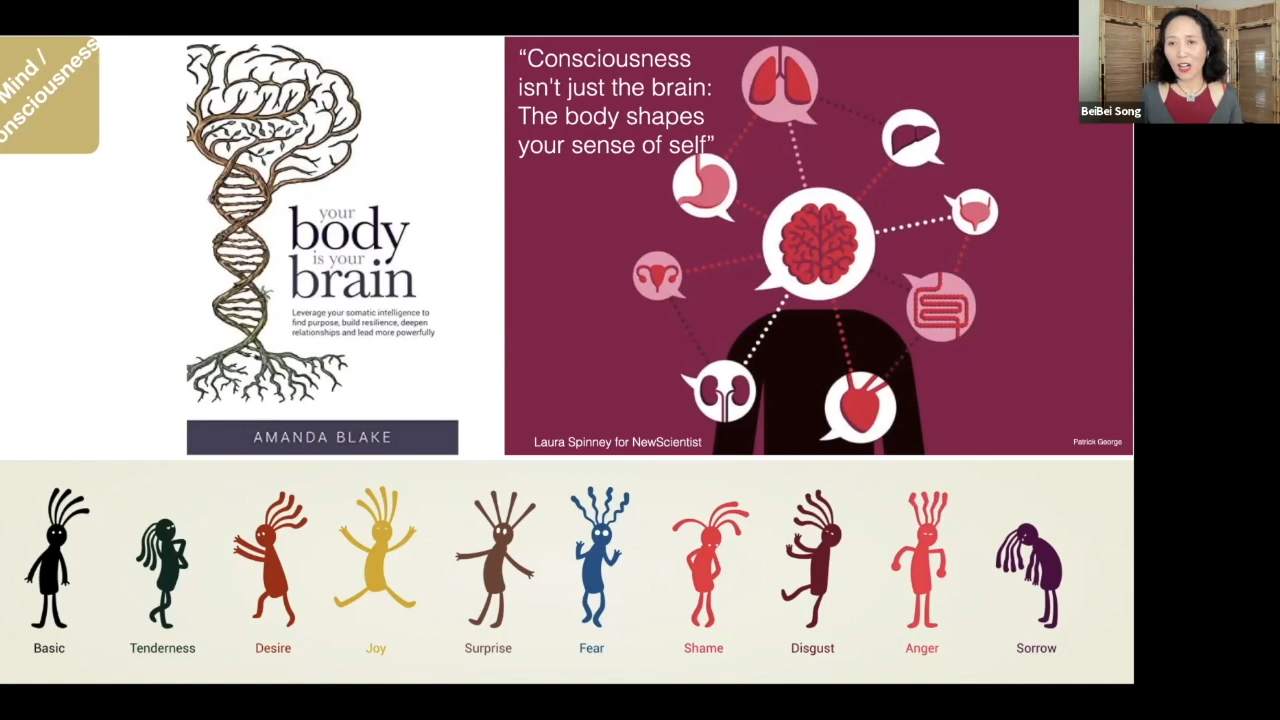 Mind /
onsciousness
your
body
is your
brain
Leverage your somatic intelligence to
find purpose, build resilience, deepen
relationships and lead more powerfully
AMANDA BLAKE
“Consciousness
isn't just the brain:
The body shapes
your sense of self”
Laura Spinney for NewScientist
Patrick George
BeiBei Song
Basic
Tenderness
Desire
Joy
Surprise
Fear
Shame
Disgust
Anger
Sorrow